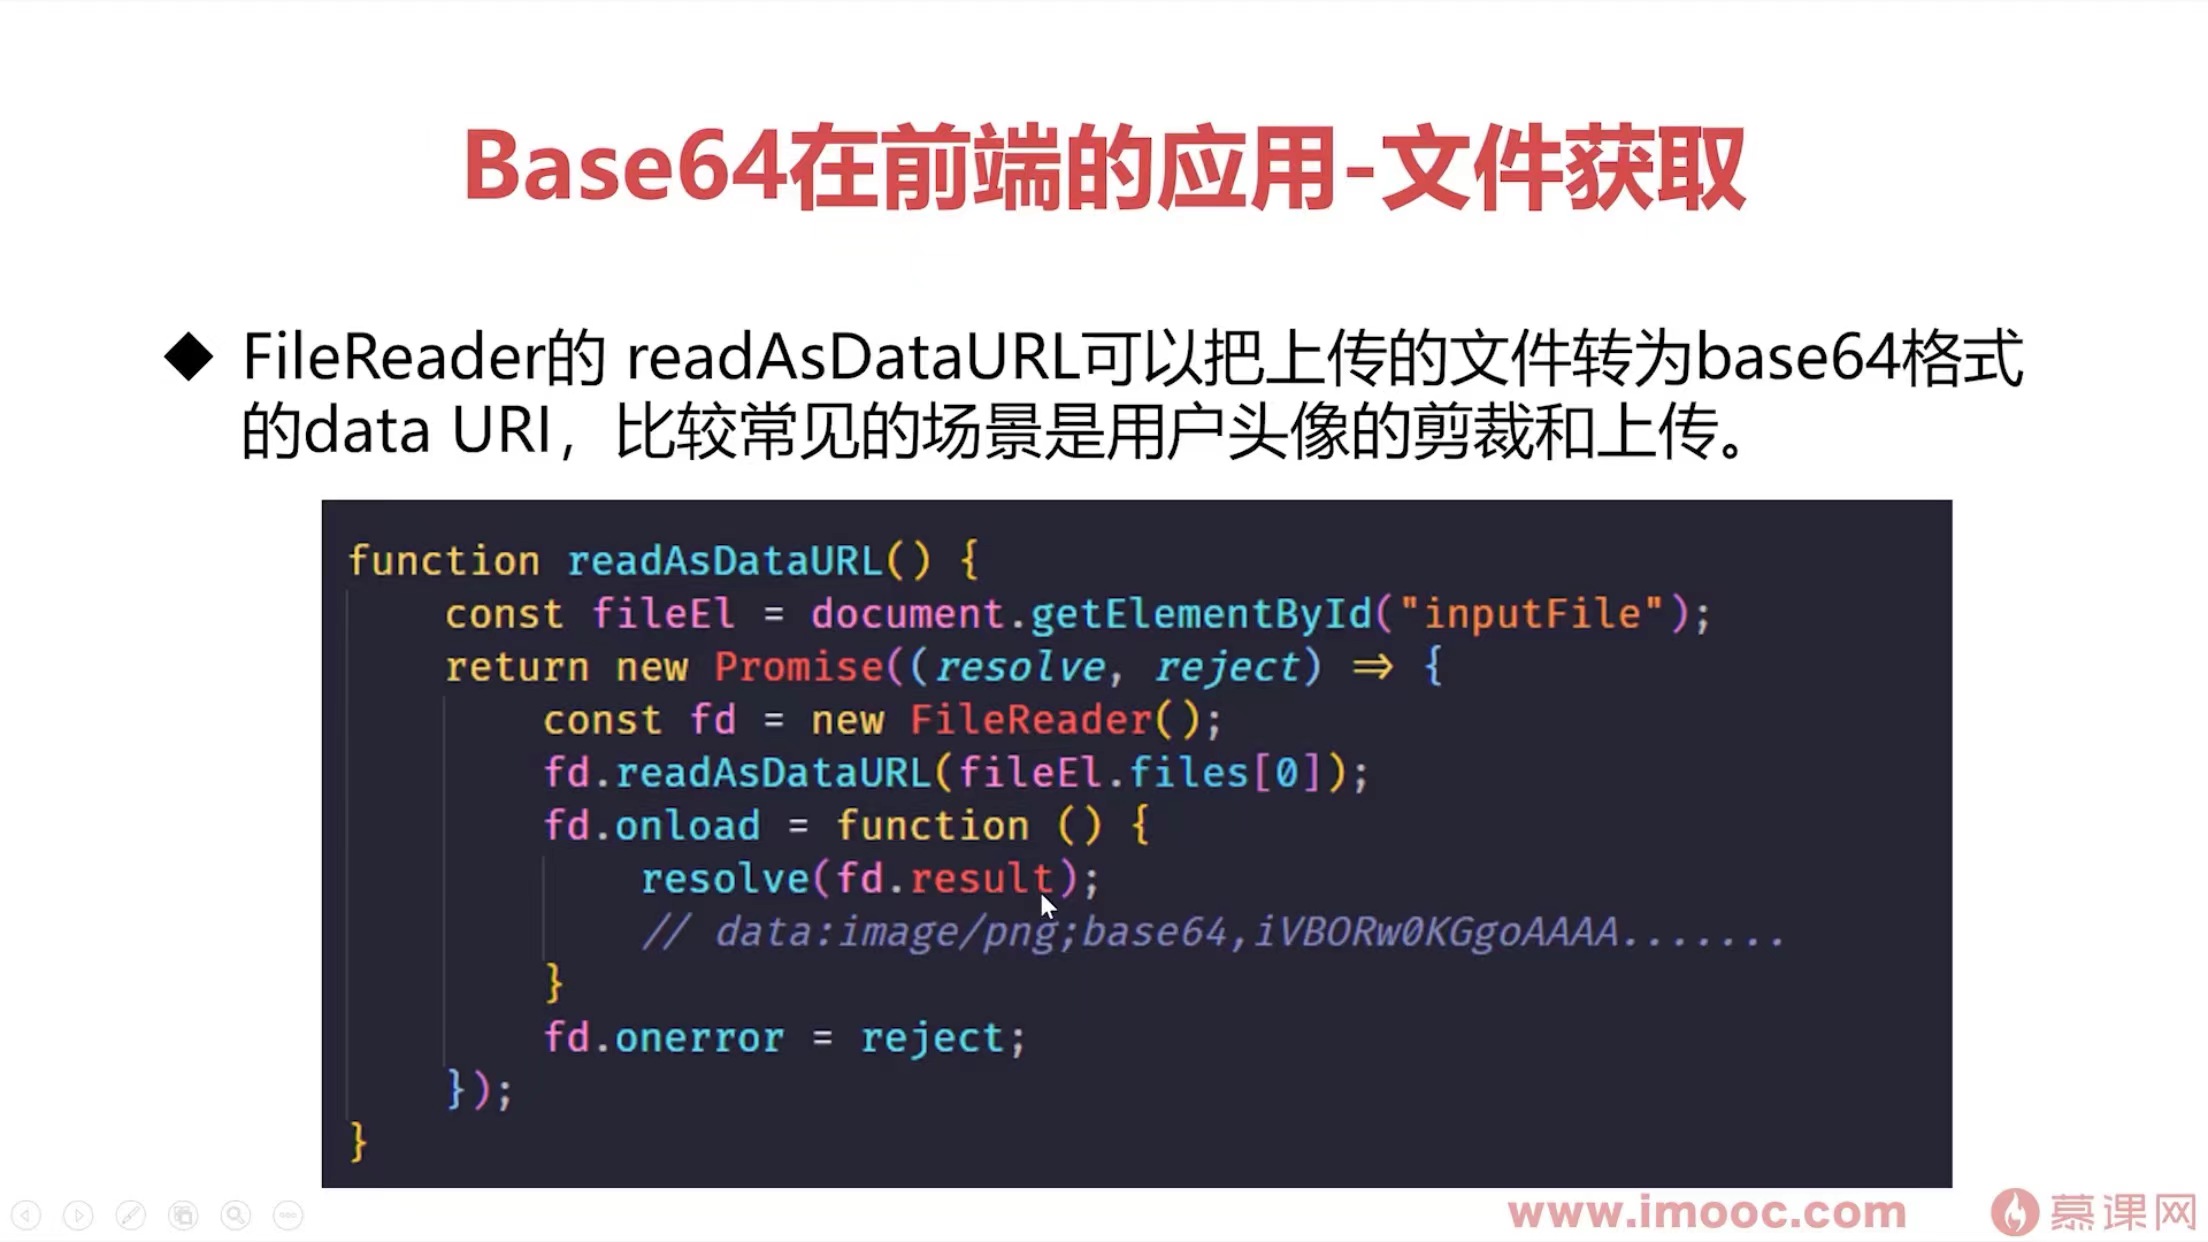 Base64在前端的应用-文件获取
◆ FileReader的 readAsDataURL可以把上传的文件转为base64格式
的data URI，比较常见的场景是用户头像的剪裁和上传。
function readAsDataURL() {
    const fileEl = document.getElementById("inputFile");
    return new Promise((resolve, reject) => {
        const fd = new FileReader();
        fd.readAsDataURL(fileEl.files[0]);
        fd.onload = function () {
            resolve(fd.result);
            // data:image/png;base64,iVBORw0KGgoAAAA.......
        }
        fd.onerror = reject;
    });
}
www.imooc.com 慕课网